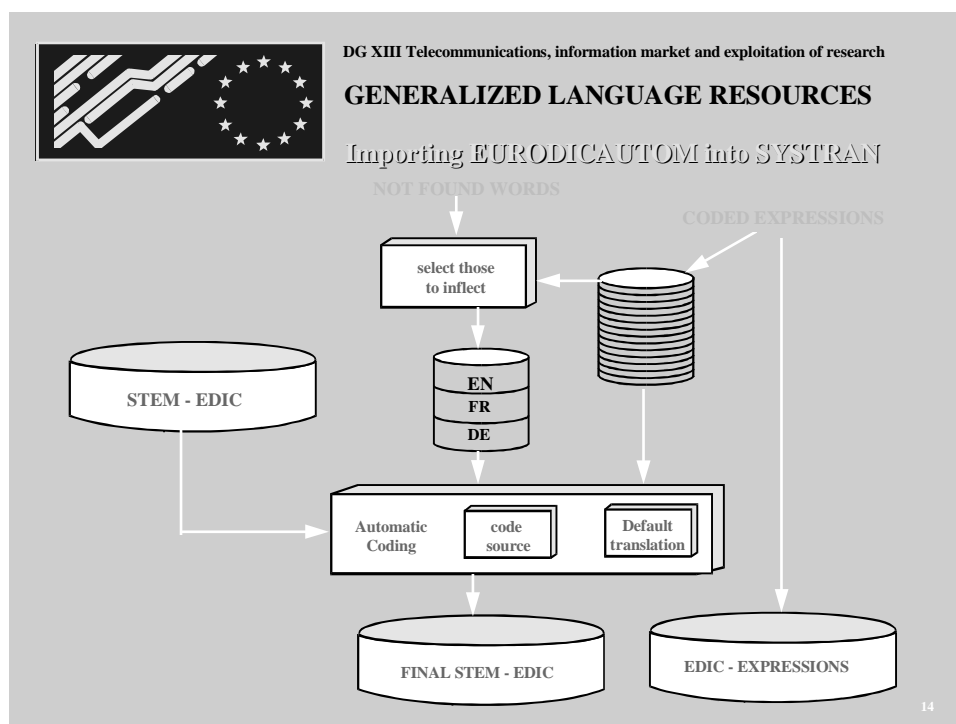 DG XIII Telecommunications, information market and exploitation of research
GENERALIZED LANGUAGE RESOURCES
Importing EURODICAUTOM into SYSTRAN
NOT FOUND WORDS
CODED EXPRESSIONS
select those
to inflect
EN
FR
DE
STEM - EDIC
Automatic
Coding
code
source
Default
translation
FINAL STEM - EDIC
EDIC - EXPRESSIONS
14